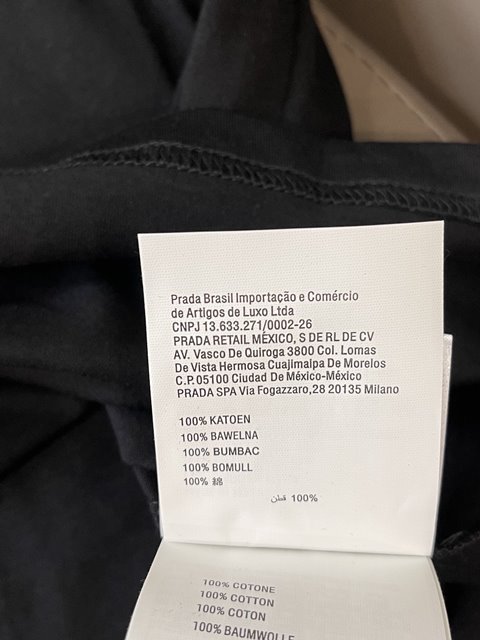 Prada Brasil Importação e Comércio
de Artigos de Luxo Ltda
CNPJ 13.633.271/0002-26
PRADA RETAIL MÉXICO, S DE RL DE CV
AV. Vasco De Quiroga 3800 Col. Lomas
De Vista Hermosa Cuajimalpa De Morelos
C.P. 05100 Ciudad De México-México
PRADA SPA Via Fogazzaro,28 20135 Milano
100% KATOEN
100% BAWELNA
100% BUMBAC
100% BOMULL
100% 綿
100% قطن
100% COTONE
100% COTTON
100% COTON
100% BAUMWOLLE